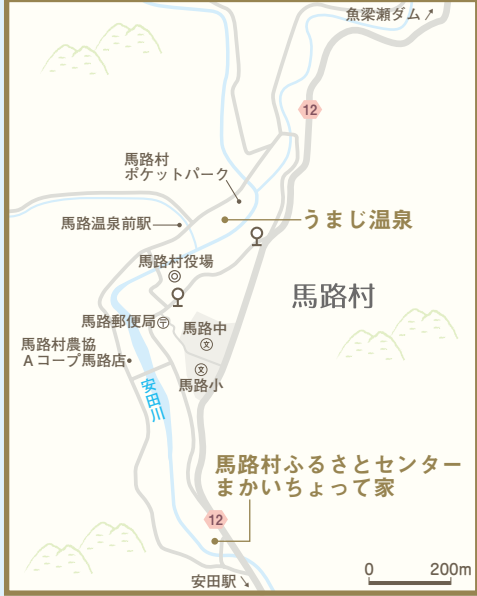 魚梁瀬ダム↗
12
馬路村
ポケットパーク
馬路温泉前駅
うまじ温泉
馬路村役場
馬路村
馬路郵便局〒
馬路中
文
馬路村農協
Aコープ馬路店
文
馬路小
安田川
馬路村ふるさとセンター
まかいちょって家
12
安田駅↘
0 200m